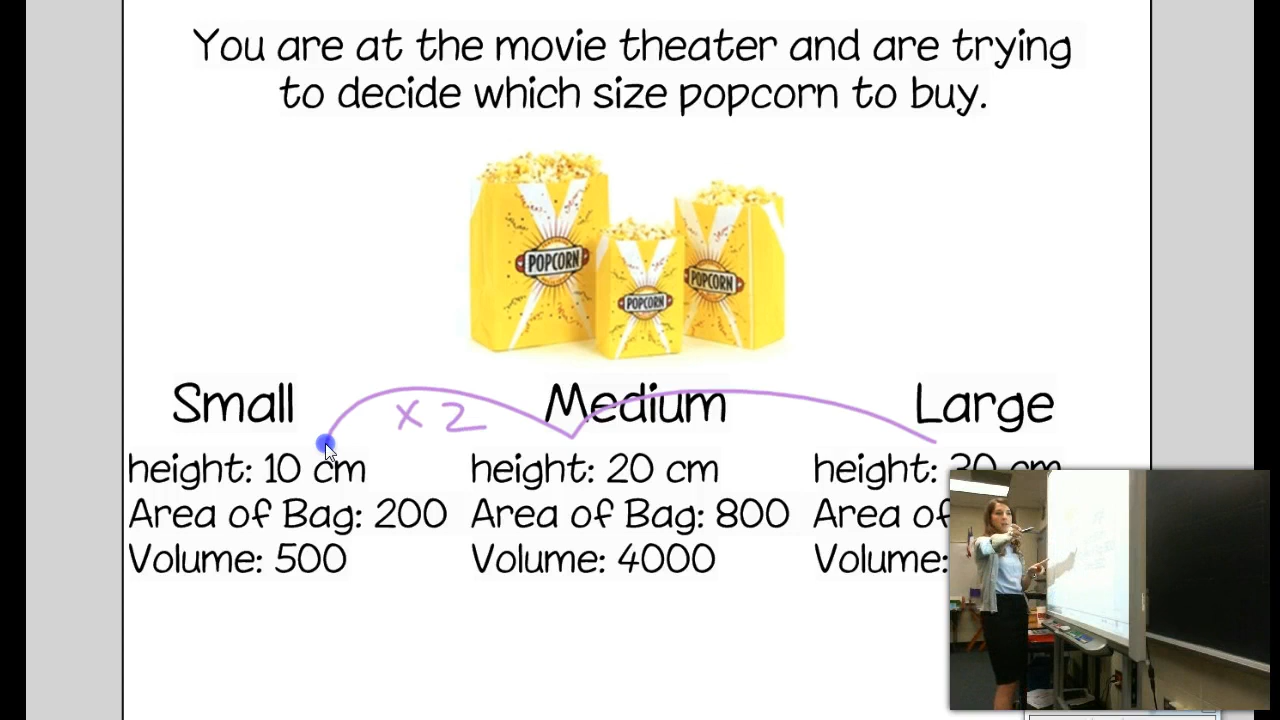 You are at the movie theater and are trying
to decide which size popcorn to buy.
POPCORN
POPCORN
POPCORN
Small Medium Large
x 2
height: 10 cm height: 20 cm height: 30 cm
Area of Bag: 200 Area of Bag: 800 Area of
Volume: 500 Volume: 4000 Volume: